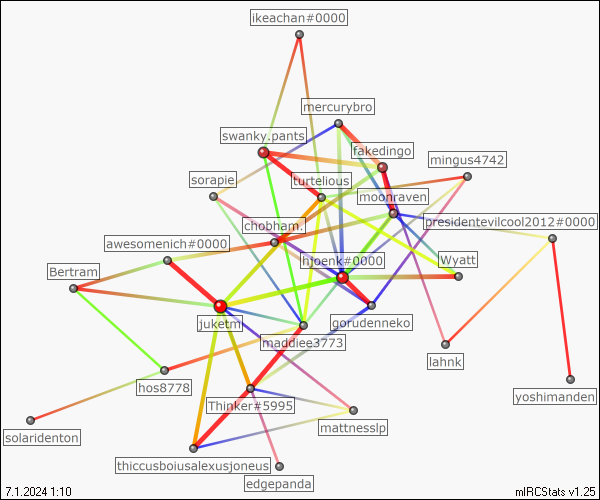 ikeachan#0000
mercurybro
swanky.pants
fakedingo
mingus4742
sorapie
turtelious
moonraven
chobham.
presidentevilcool2012#0000
awesomenich#0000
hjoenk#0000
Wyatt
Bertram
juketm
gorudenneko
maddiee3773
lahnk
hos8778
yoshimanden
Thinker#5995
solaridenton
mattnesslp
thiccusboiusalexusjoneus
edgepanda
7.1.2024 1:10
mIRCStats v1.25